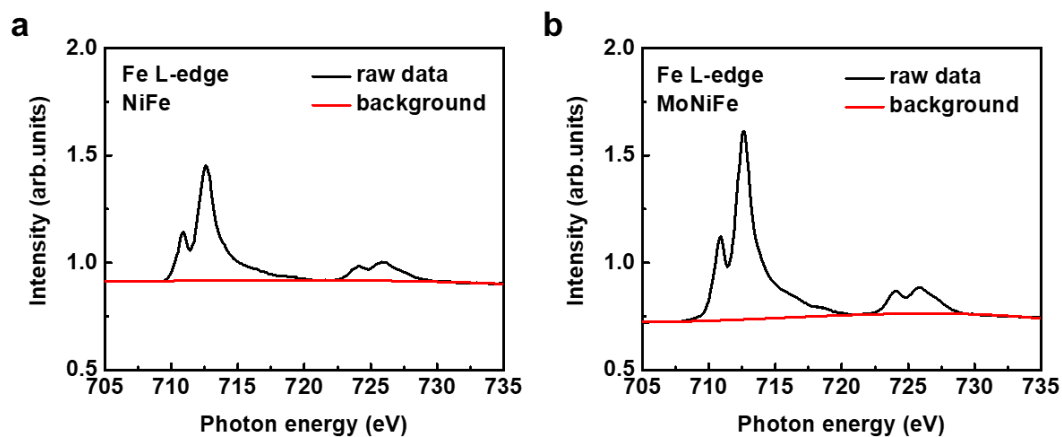 a
Fe L-edge
NiFe
raw data
background
Intensity (arb.units)
2.0
1.5
1.0
0.5
705 710 715 720 725 730 735
Photon energy (eV)
b
Fe L-edge
MoNiFe
raw data
background
Intensity (arb.units)
2.0
1.5
1.0
0.5
705 710 715 720 725 730 735
Photon energy (eV)